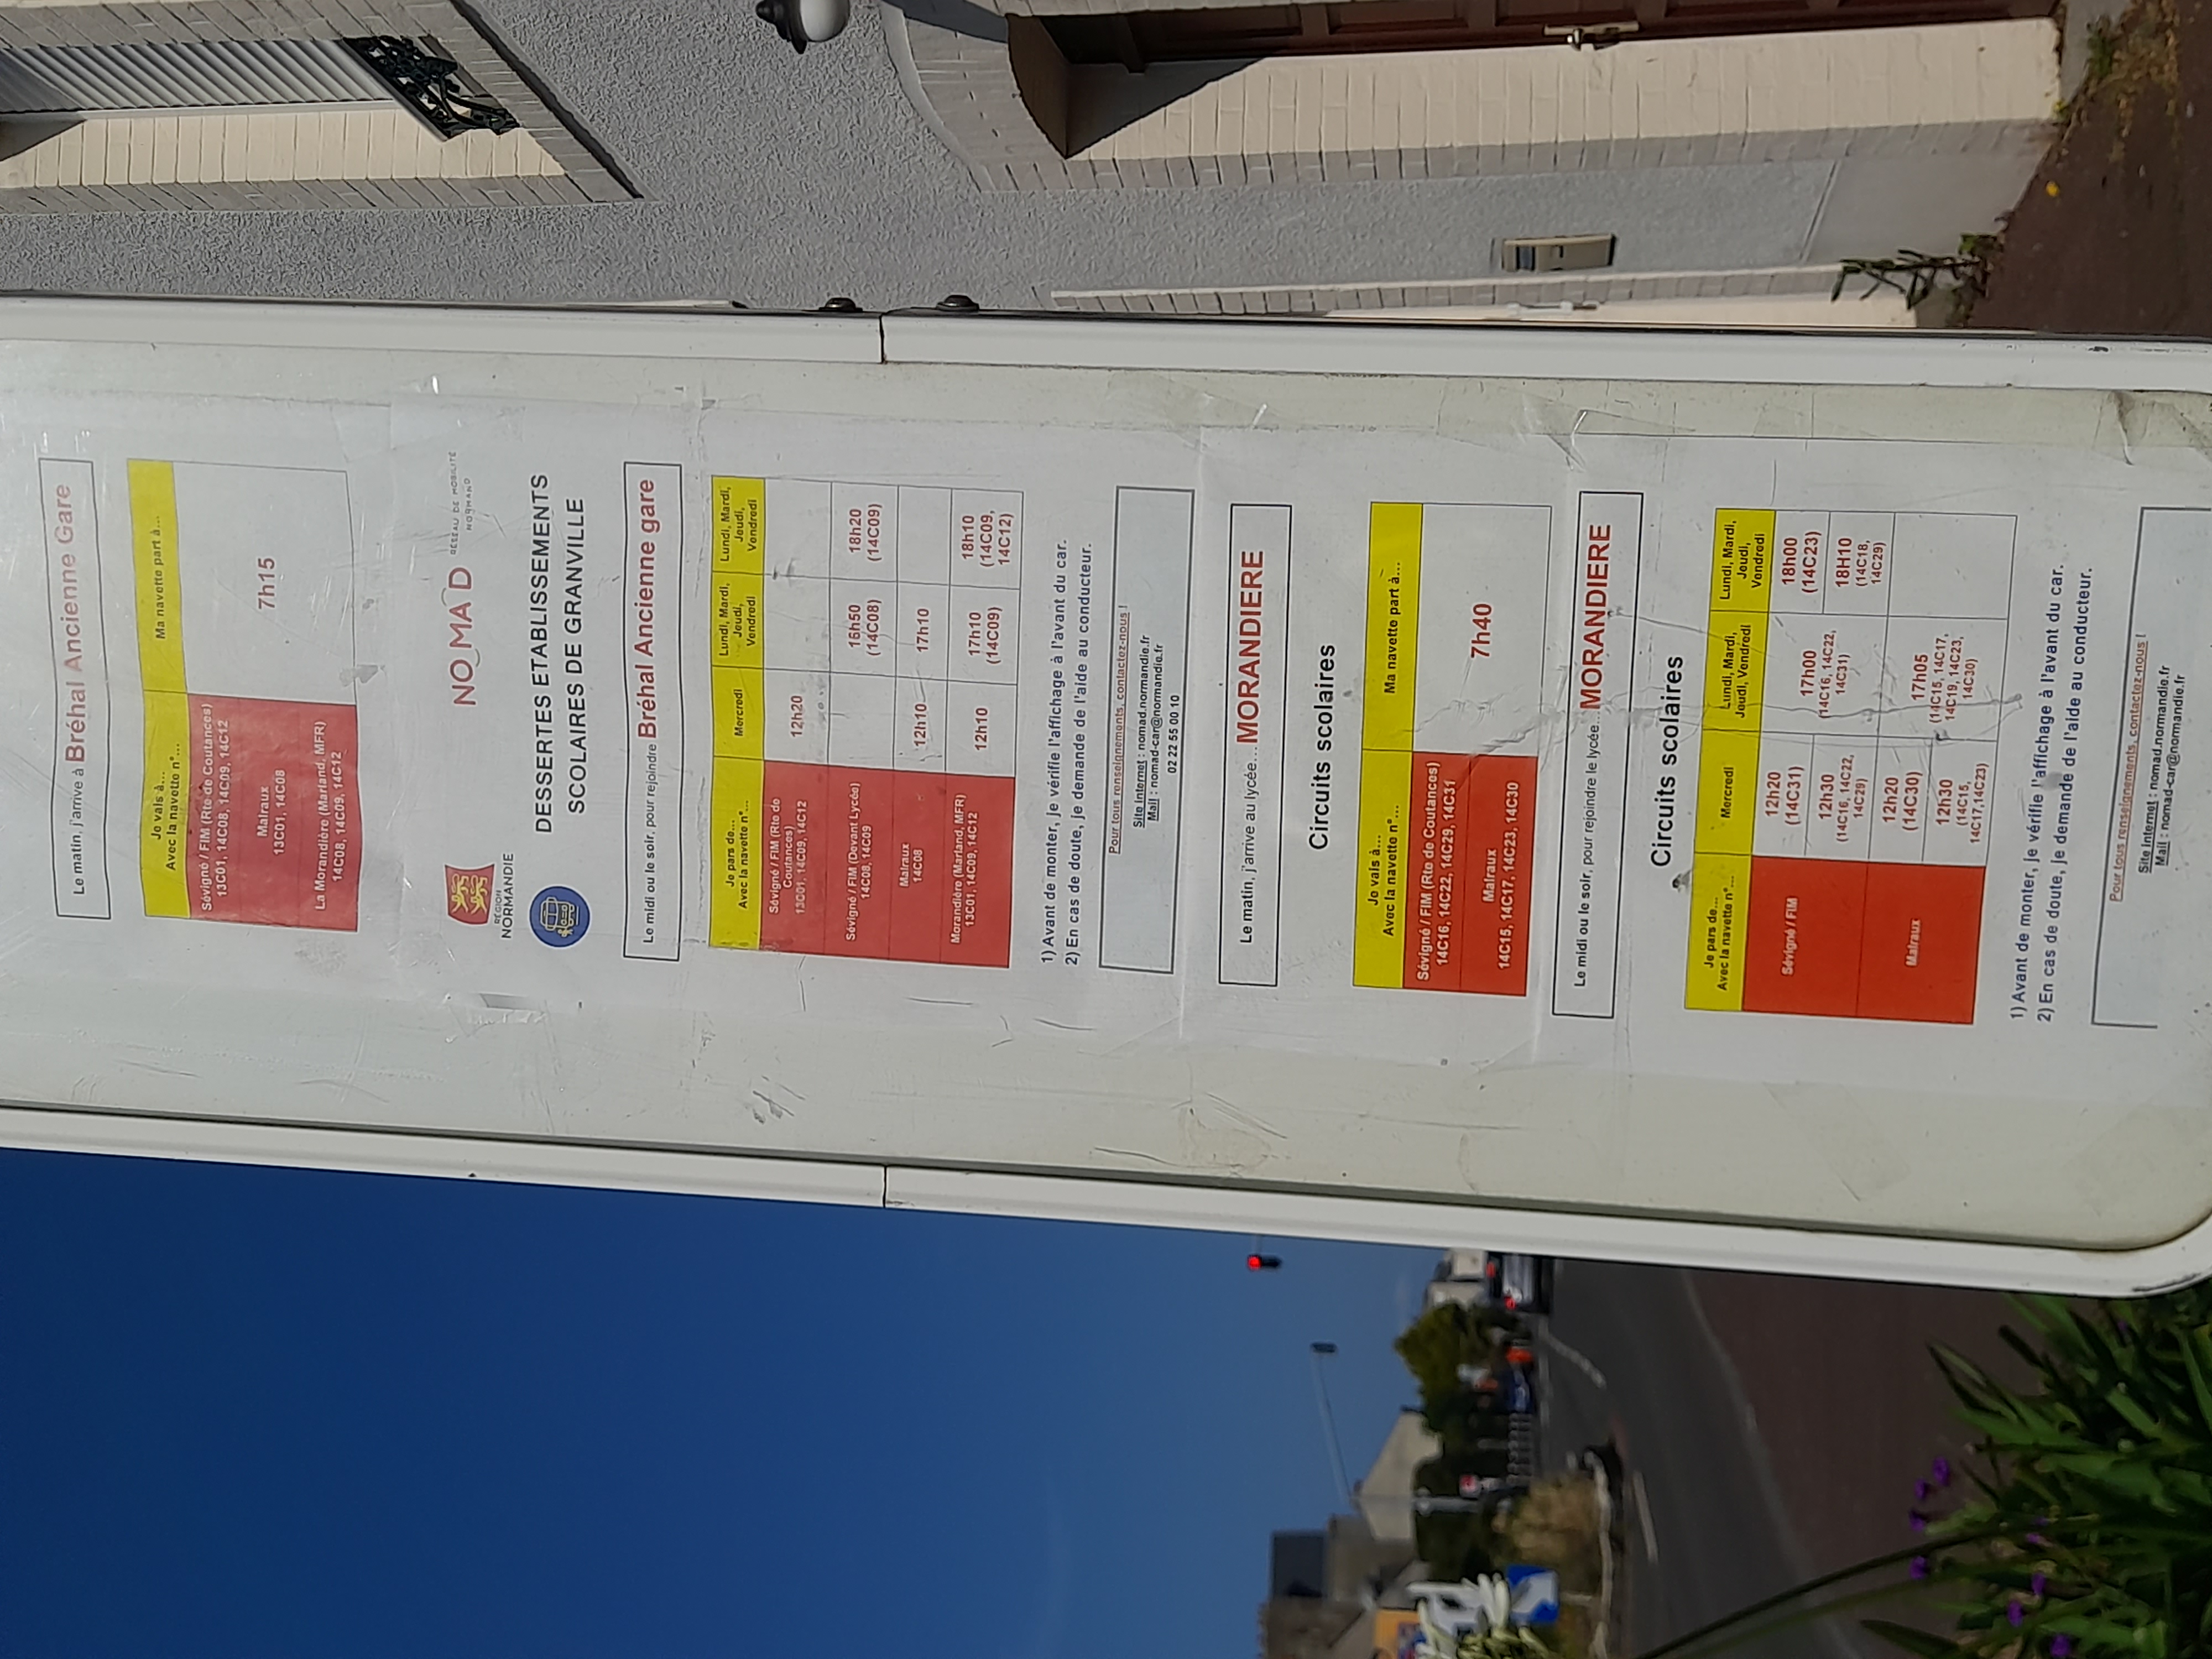 Le matin, j'arrive à Bréhal Ancienne Gare
Je vais à...
Avec la navette n°...
Ma navette part à...
Sévigné / FIM (Rte de Coutances)
13C01, 14C08, 14C09, 14C12
Malraux
13C01, 14C08
La Morandière (Marland, MFR)
14C08, 14C09, 14C12
7h15
RÉGION
NORMANDIE
NOMAD
RÉSEAU DE MOBILITÉ
NORMAND
DESSERTES ETABLISSEMENTS
SCOLAIRES DE GRANVILLE
Le midi ou le soir, pour rejoindre Bréhal Ancienne gare
Je pars de...
Avec la navette n°...
Mercredi
Lundi, Mardi,
Jeudi,
Vendredi
Lundi, Mardi,
Jeudi,
Vendredi
Sévigné / FIM (Rte de
Coutances)
13C01, 14C09, 14C12
12h20
Sévigné / FIM (Devant Lycée)
14C08, 14C09
16h50
(14C08)
18h20
(14C09)
Malraux
14C08
12h10
17h10
Morandière (Marland, MFR)
13C01, 14C09, 14C12
12h10
17h10
(14C09)
18h10
(14C09,
14C12)
1) Avant de monter, je vérifie l'affichage à l'avant du car.
2) En cas de doute, je demande de l'aide au conducteur.
Pour tous renseignements, contactez-nous !
Site Internet : nomad.normandie.fr
Mail : nomad-car@normandie.fr
02 22 55 00 10
Le matin, j'arrive au lycée...MORANDIERE
Circuits scolaires
Je vais à...
Avec la navette n°...
Ma navette part à...
Sévigné / FIM (Rte de Coutances)
14C16, 14C22, 14C29, 14C31
Malraux
14C15, 14C17, 14C23, 14C30
7h40
Le midi ou le soir, pour rejoindre le lycée...MORANDIERE
Circuits scolaires
Je pars de...
Avec la navette n°...
Mercredi
Lundi, Mardi,
Jeudi, Vendredi
Lundi, Mardi,
Jeudi,
Vendredi
Sévigné / FIM
12h20
(14C31)
12h30
(14C16, 14C22,
14C29)
17h00
(14C16, 14C22,
14C31)
18h00
(14C23)
18H10
(14C18,
14C29)
Malraux
12h20
(14C30)
12h30
(14C15,
14C17,14C23)
17h05
(14C15, 14C17,
14C19, 14C23,
14C30)
1) Avant de monter, je vérifie l'affichage à l'avant du car.
2) En cas de doute, je demande de l'aide au conducteur.
Pour tous renseignements, contactez-nous !
Site Internet : nomad.normandie.fr
Mail : nomad-car@normandie.fr